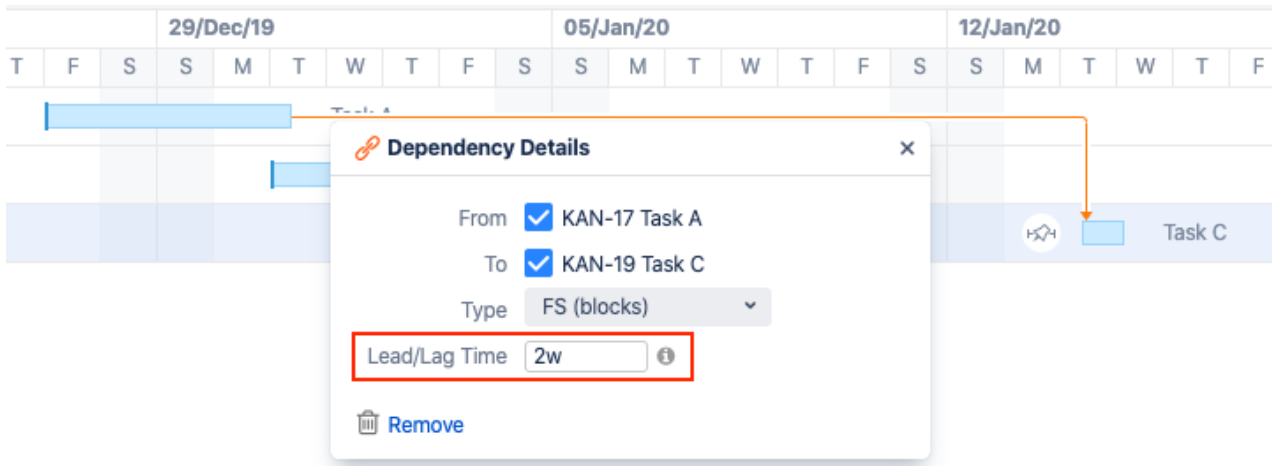 29/Dec/19 05/Jan/20 12/Jan/20
T F S S M T W T F S S M T W T F S S M T W T F
Task A
Dependency Details ×
From KAN-17 Task A
To KAN-19 Task C
Task C
Type FS (blocks)
Lead/Lag Time 2w
Remove